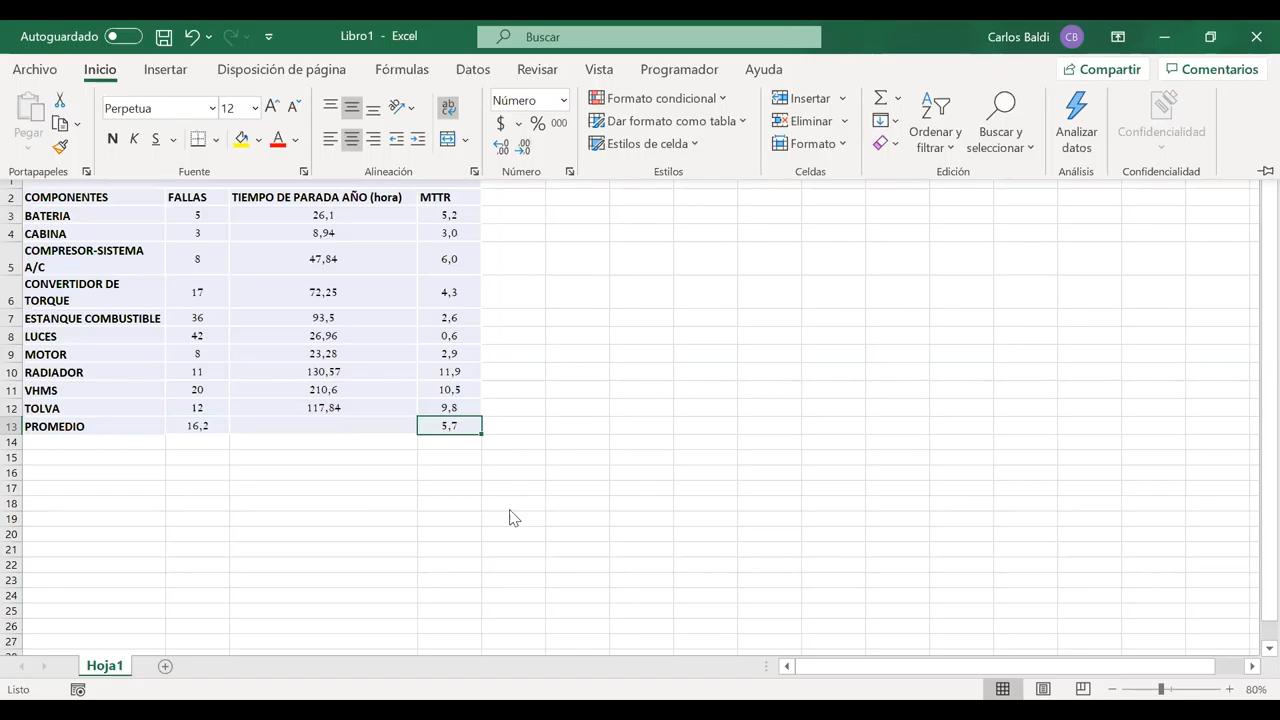 Autoguardado Libro1 - Excel Buscar Carlos Baldi CB
Archivo Inicio Insertar Disposición de página Fórmulas Datos Revisar Vista Programador Ayuda Compartir Comentarios
Pegar Perpetua 12 Número Formato condicional Insertar
N K S $ % 000 Dar formato como tabla Eliminar Ordenar y filtrar Buscar y seleccionar Analizar datos Confidencialidad
Estilos de celda Formato
Portapapeles Fuente Alineación Número Estilos Celdas Edición Análisis Confidencialidad
2 COMPONENTES FALLAS TIEMPO DE PARADA AÑO (hora) MTTR
3 BATERIA 5 26,1 5,2
4 CABINA 3 8,94 3,0
5 COMPRESOR-SISTEMA A/C 8 47,84 6,0
6 CONVERTIDOR DE TORQUE 17 72,25 4,3
7 ESTANQUE COMBUSTIBLE 36 93,5 2,6
8 LUCES 42 26,96 0,6
9 MOTOR 8 23,28 2,9
10 RADIADOR 11 130,57 11,9
11 VHMS 20 210,6 10,5
12 TOLVA 12 117,84 9,8
13 PROMEDIO 16,2 5,7
14
15
16
17
18
19
20
21
22
23
24
25
26
27
Hoja1
Listo 80%